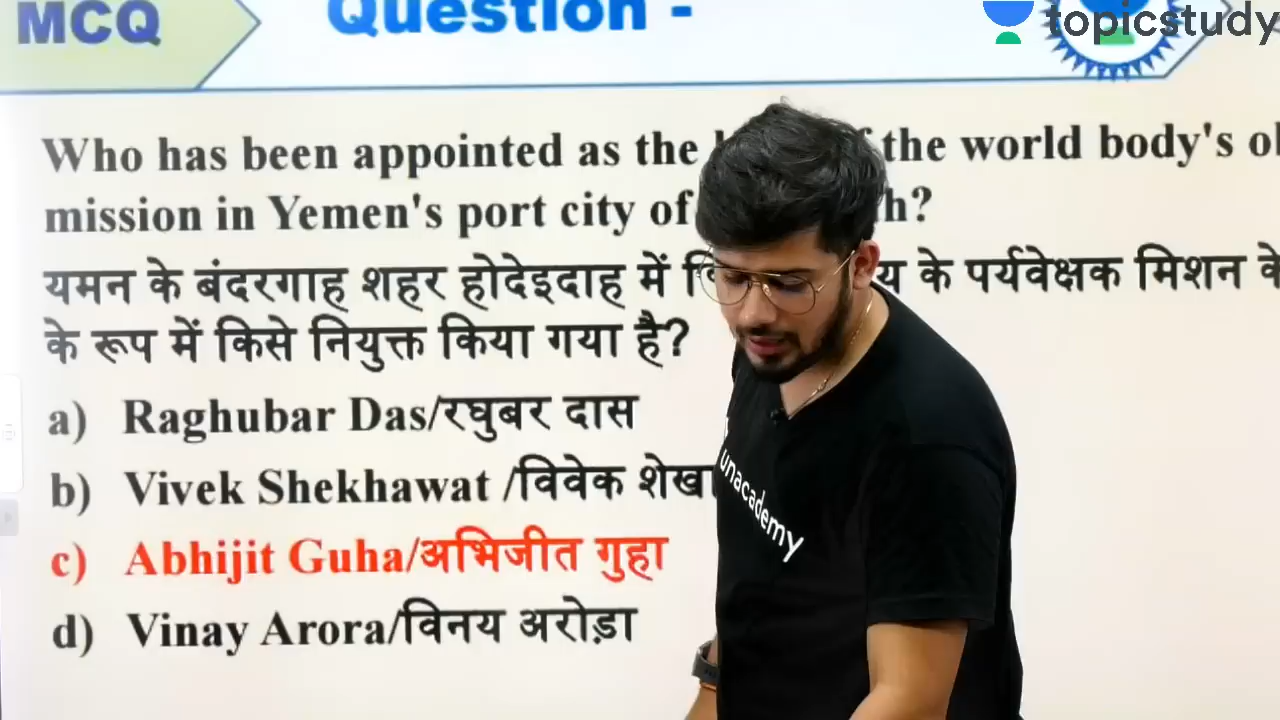 MCQ
Question -
topicstudy
Who has been appointed as the the world body's
mission in Yemen's port city of
यमन के बंदरगाह शहर होदेइदाह में के पर्यवेक्षक मिशन के
के रूप में किसे नियुक्त किया गया है?
a) Raghubar Das/रघुबर दास
b) Vivek Shekhawat /विवेक
c) Abhijit Guha/अभिजीत गुहा
d) Vinay Arora/विनय अरोड़ा
unacademy